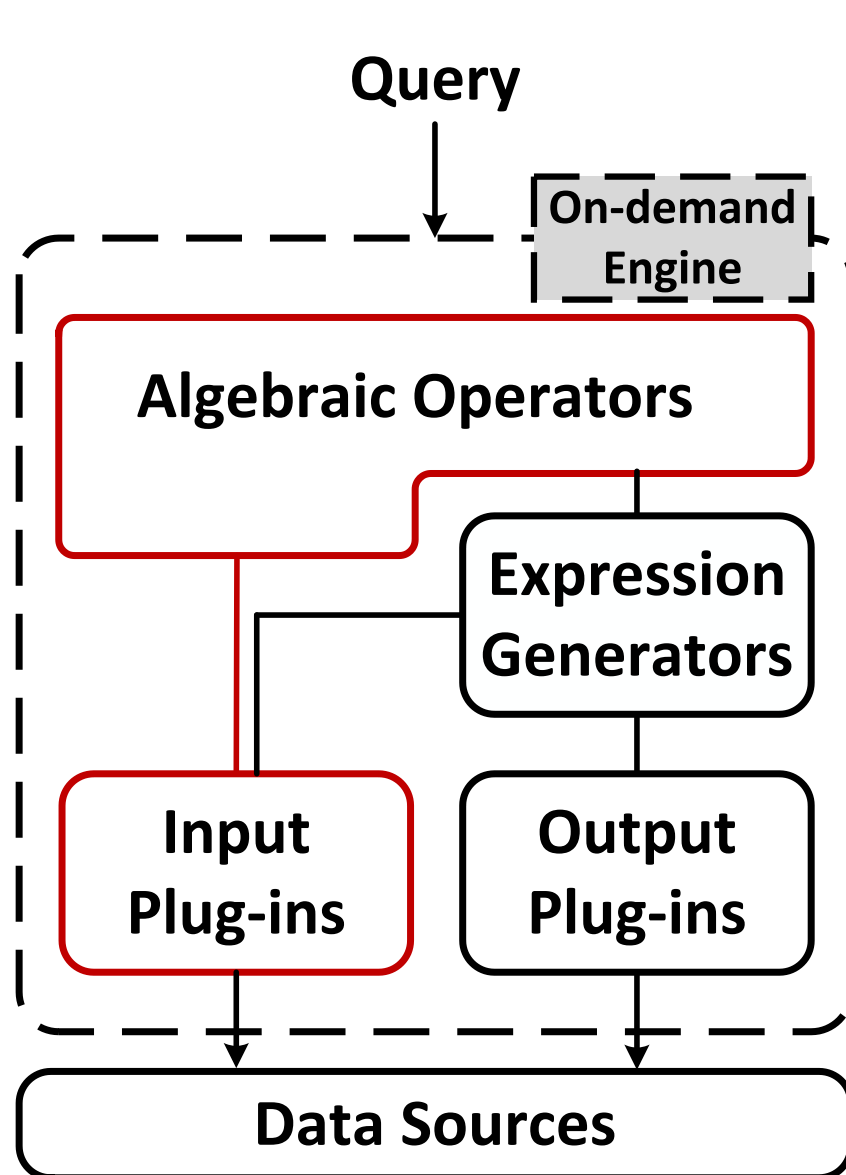 Query
On-demand
Engine
Algebraic Operators
Expression
Generators
Input
Plug-ins
Output
Plug-ins
Data Sources